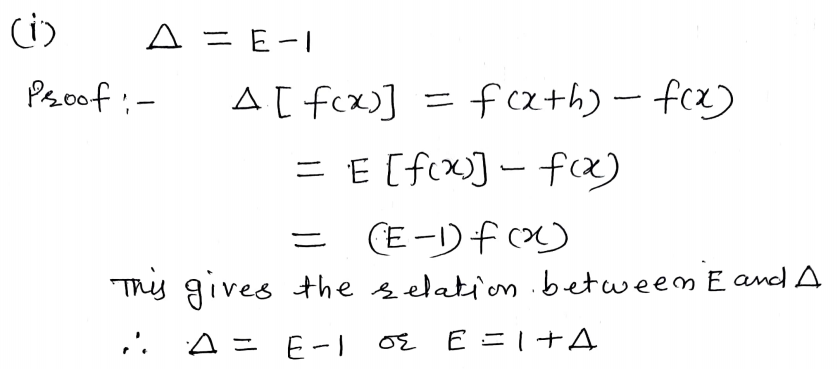 (i) Δ = E-1
Proof :- Δ[f(x)] = f(x+h) - f(x)
= E[f(x)] - f(x)
= (E-1)f(x)
This gives the relation between E and Δ
∴ Δ = E-1 or E = 1+Δ